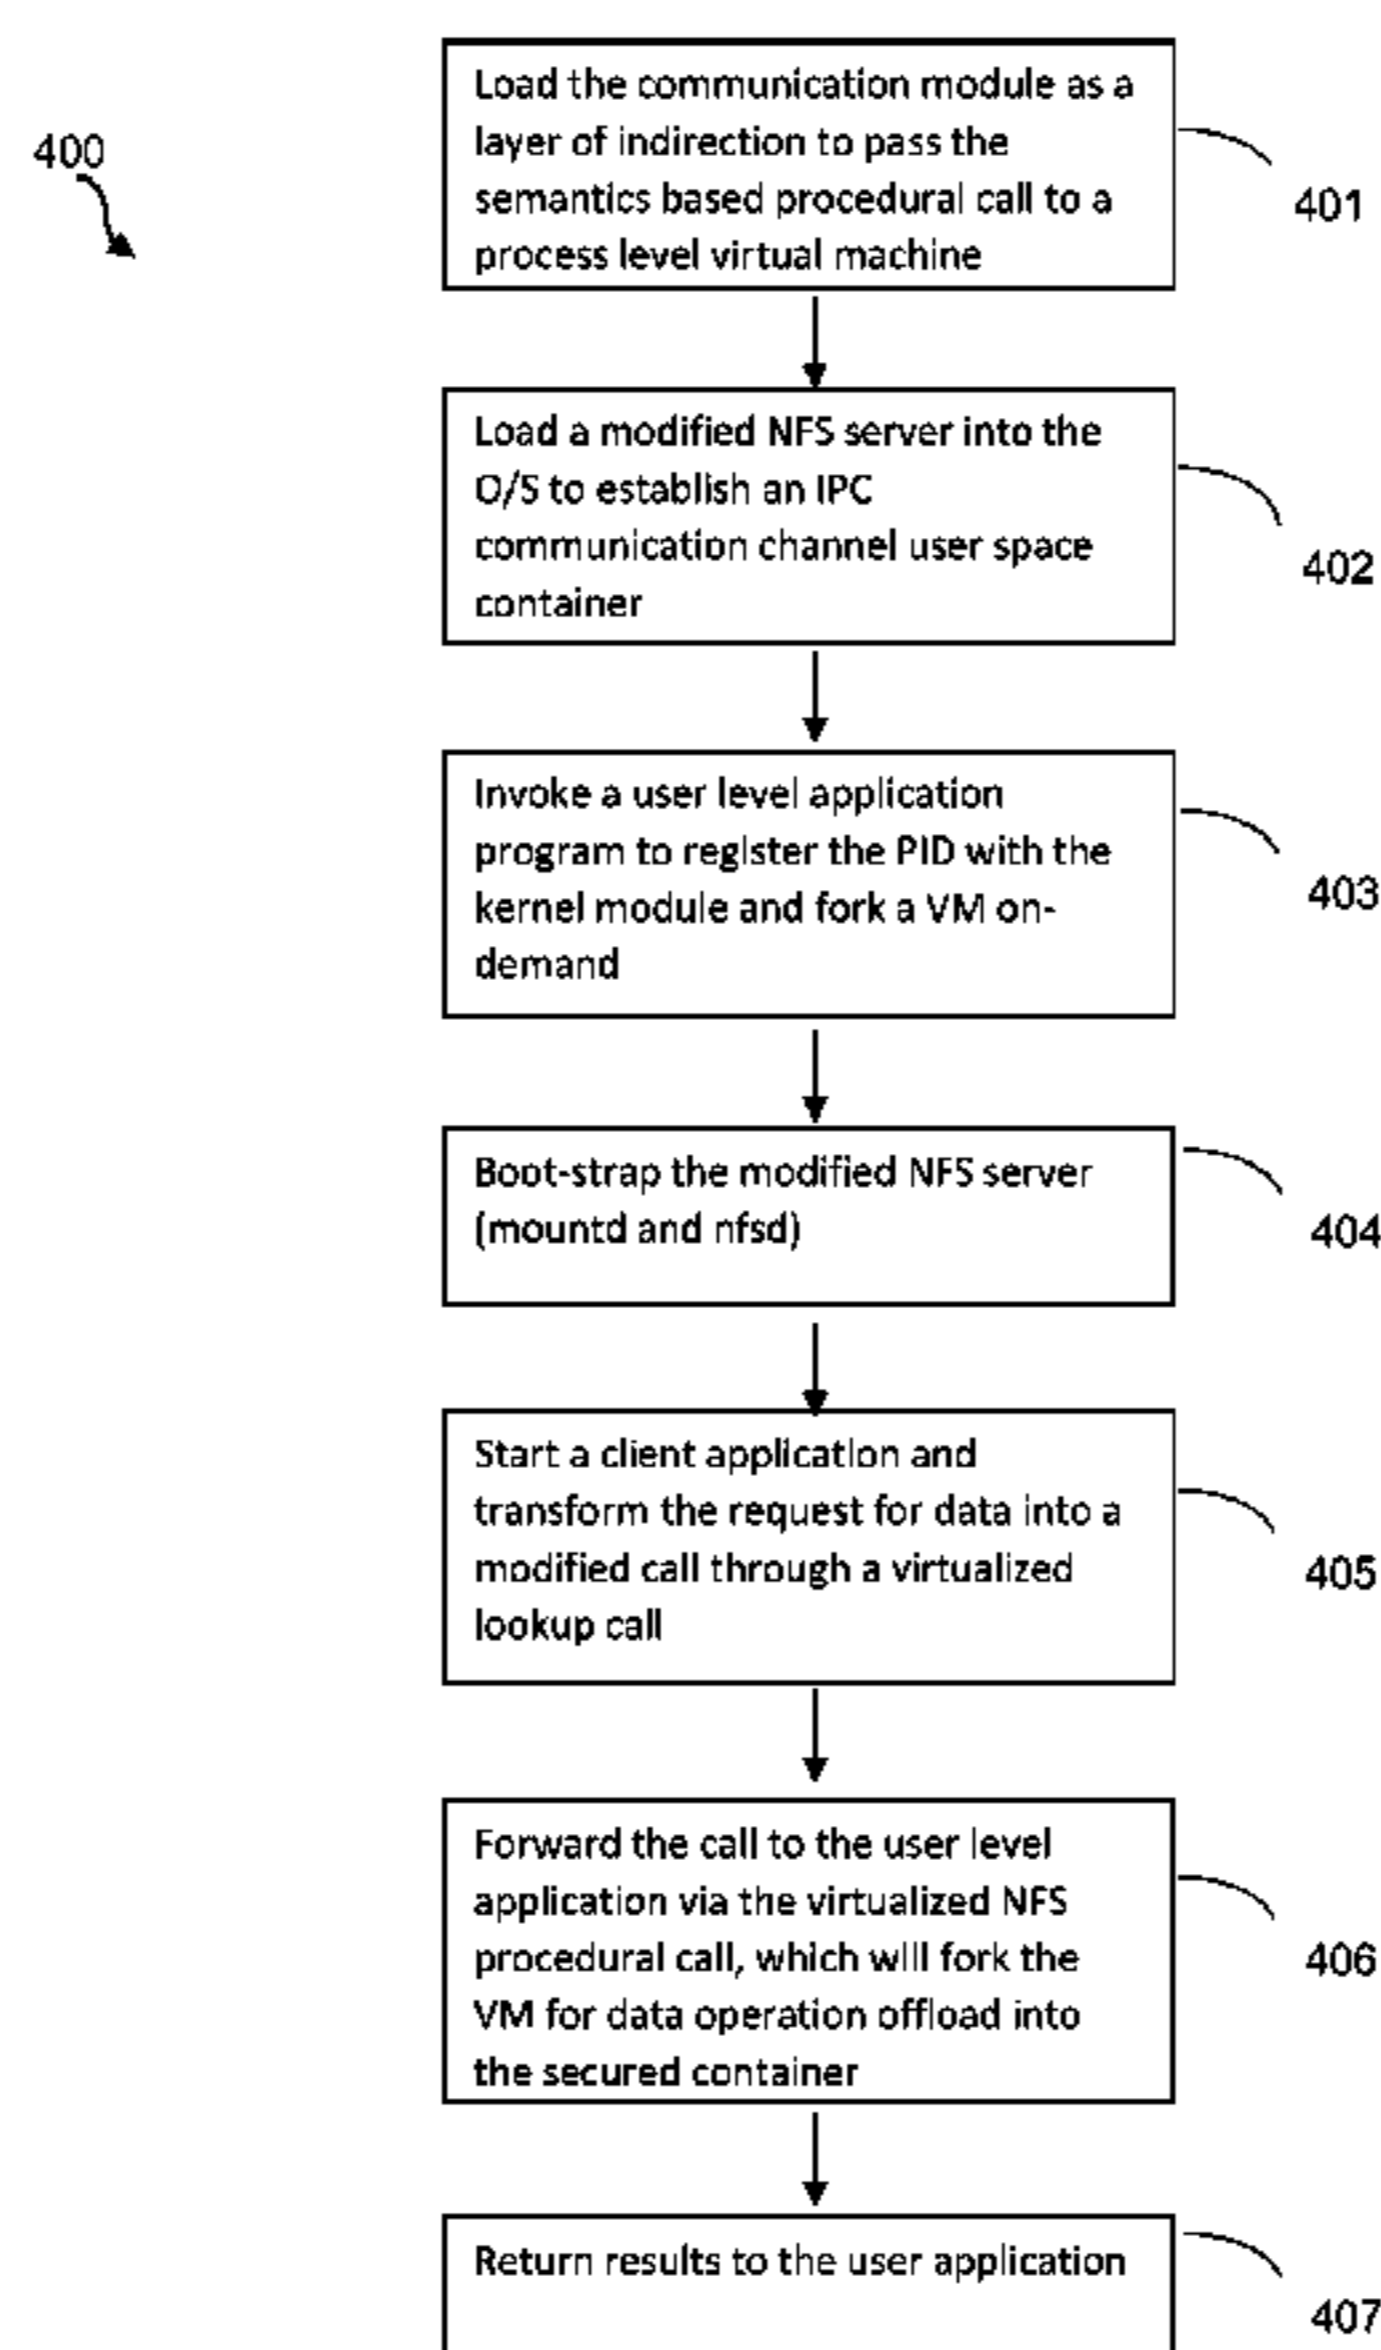 400
Load the communication module as a
layer of indirection to pass the
semantics based procedural call to a
process level virtual machine
401
Load a modified NFS server into the
O/S to establish an IPC
communication channel user space
container
402
Invoke a user level application
program to register the PID with the
kernel module and fork a VM on-
demand
403
Boot-strap the modified NFS server
(mountd and nfsd)
404
Start a client application and
transform the request for data into a
modified call through a virtualized
lookup call
405
Forward the call to the user level
application via the virtualized NFS
procedural call, which will fork the
VM for data operation offload into
the secured container
406
Return results to the user application
407